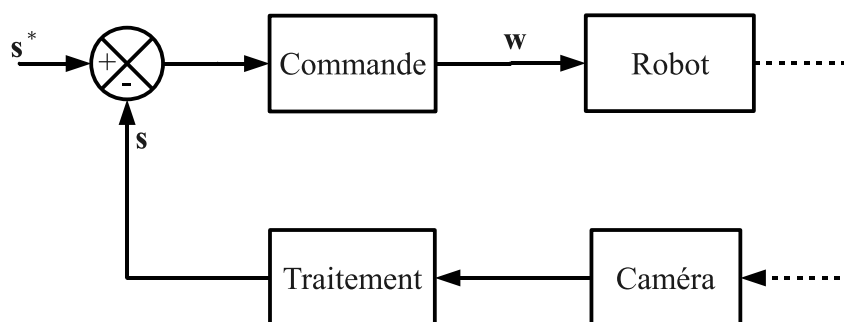 s*
+
-
Commande
w
Robot
s
Traitement
Caméra